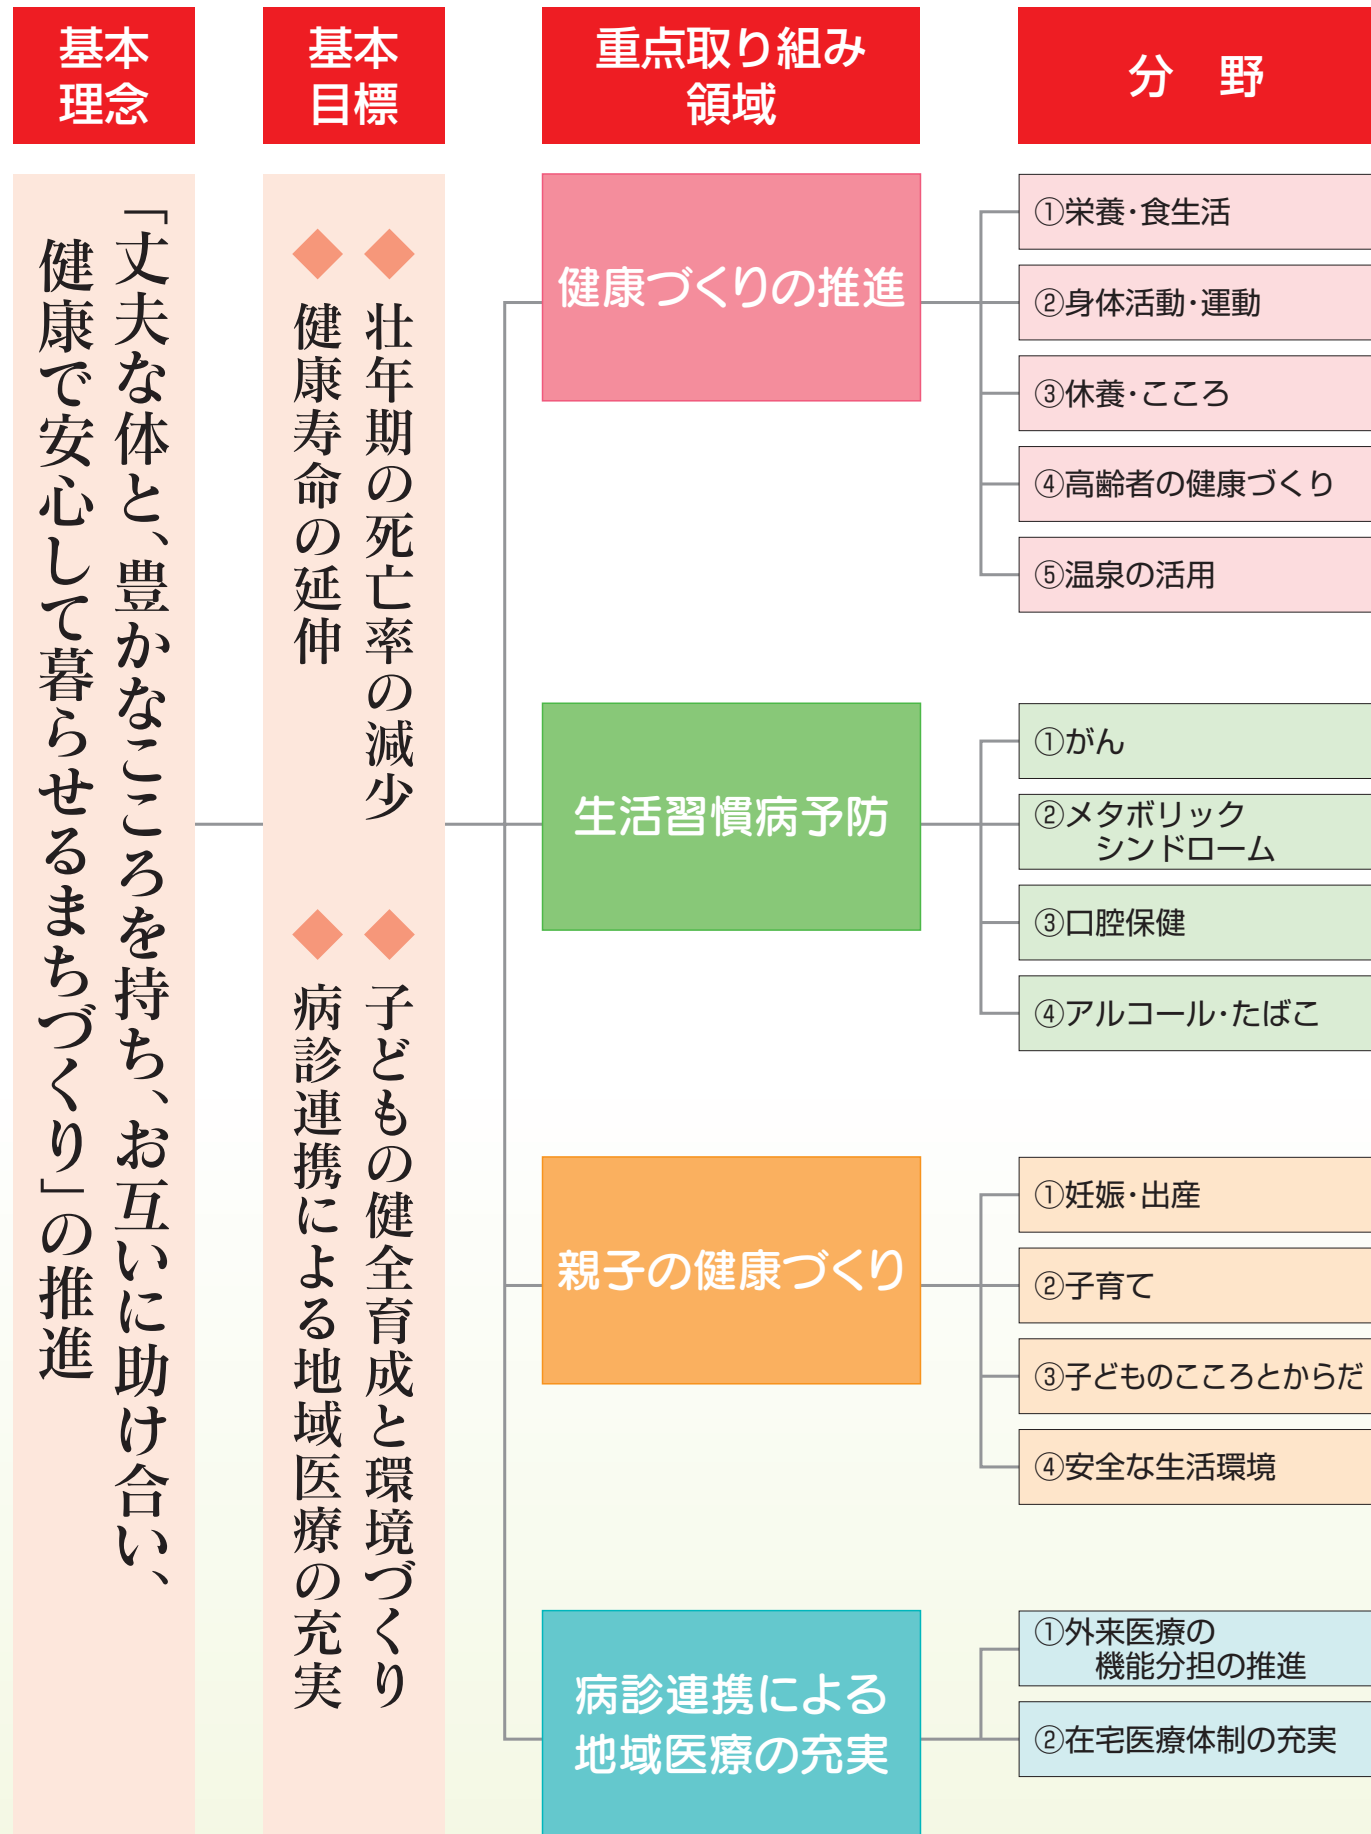 基本
理念
基本
目標
重点取り組み
領域
分　野
「丈夫な体と、豊かなこころを持ち、お互いに助け合い、
健康で安心して暮らせるまちづくり」の推進
◆ 壮年期の死亡率の減少
◆ 健康寿命の延伸
◆ 子どもの健全育成と環境づくり
◆ 病診連携による地域医療の充実
健康づくりの推進
①栄養・食生活
②身体活動・運動
③休養・こころ
④高齢者の健康づくり
⑤温泉の活用
生活習慣病予防
①がん
②メタボリック
シンドローム
③口腔保健
④アルコール・たばこ
親子の健康づくり
①妊娠・出産
②子育て
③子どものこころとからだ
④安全な生活環境
病診連携による
地域医療の充実
①外来医療の
機能分担の推進
②在宅医療体制の充実